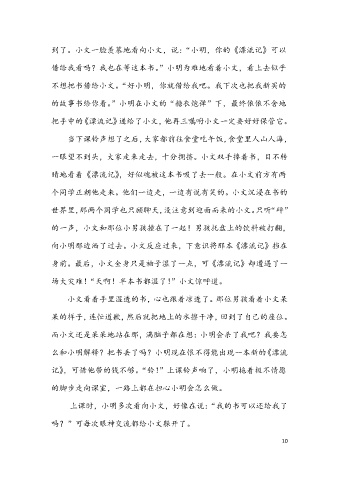 到了。小文一脸羡慕地看向小文，说：“小明，你的《漂流记》可以
借给我看吗？我也在等这本书。”小明为难地看着小文，看上去似乎
不想把书借给小文。“好小明，你就借给我吧。我下次也把我新买的
的故事书给你看。”小明在小文的“糖衣炮弹”下，最终依依不舍地
把手中的《漂流记》递给了小文，他再三嘱咐小文一定要好好保管它。
当下课铃声想了之后，大家都前往食堂吃午饭，食堂里人山人海，
一眼望不到头，大家走来走去，十分拥挤。小文双手捧着书，目不转
睛地看着《漂流记》，好似魂被这本书吸了去一般。在小文前方有两
个同学正朝他走来。他们一边走，一边有说有笑的。小文沉浸在书的
世界里，那两个同学也只顾聊天，没注意到迎面而来的小文。只听“砰”
的一声，小文和那位小男孩撞在了一起！男孩托盘上的饮料被打翻，
向小明那边洒了过去。小文反应过来，下意识将那本《漂流记》挡在
身前。最后，小文全身只是袖子湿了一点，可《漂流记》却遭遇了一
场大灾难！“天啊！半本书都湿了！”小文惊呼道。
小文看着手里湿透的书，心也跟着凉透了。那位男孩看着小文呆
呆的样子，连忙道歉，然后就把地上的水擦干净，回到了自己的座位。
而小文还是呆呆地站在那，满脑子都在想：小明会杀了我吧？我要怎
么和小明解释？把书丢了吗？小明现在恨不得能出现一本新的《漂流
记》，可惜他带的钱不够。“铃！”上课铃声响了，小明拖着极不情愿
的脚步走向课室，一路上都在担心小明会怎么做。
上课时，小明多次看向小文，好像在说：“我的书可以还给我了
吗？”可每次眼神交流都给小文躲开了。
10